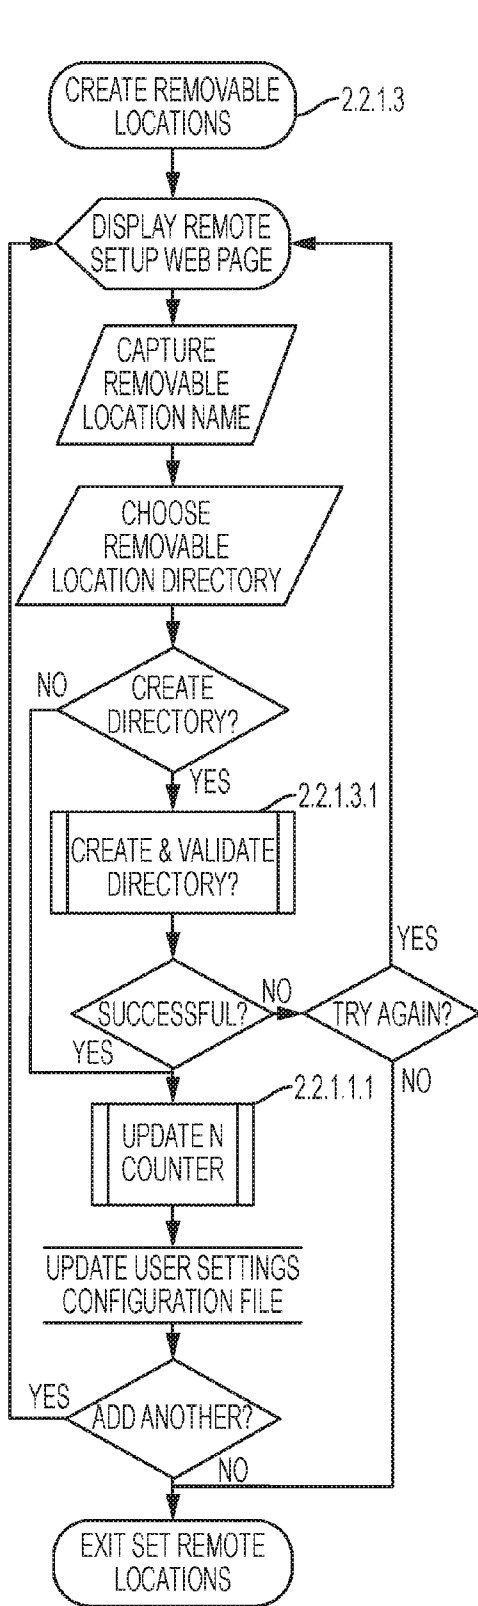 CREATE REMOVABLE
LOCATIONS
2.2.1.3
DISPLAY REMOTE
SETUP WEB PAGE
CAPTURE
REMOVABLE
LOCATION NAME
CHOOSE
REMOVABLE
LOCATION DIRECTORY
NO
CREATE
DIRECTORY?
YES
2.2.1.3.1
CREATE & VALIDATE
DIRECTORY?
YES
SUCCESSFUL?
NO
TRY AGAIN?
YES
NO
2.2.1.1.1
UPDATE N
COUNTER
UPDATE USER SETTINGS
CONFIGURATION FILE
YES
ADD ANOTHER?
NO
EXIT SET REMOTE
LOCATIONS